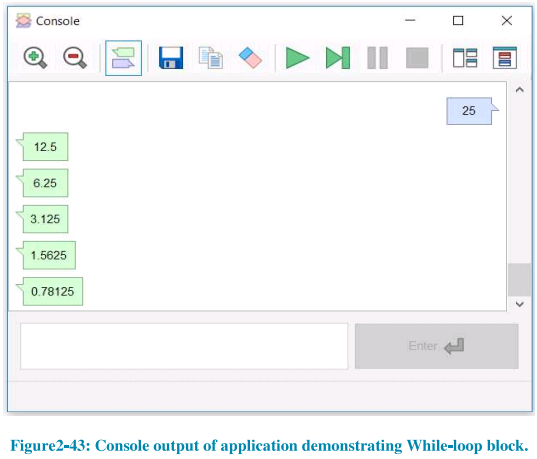 Console
25
12.5
6.25
3.125
1.5625
0.78125
Enter
Figure2-43: Console output of application demonstrating While-loop block.